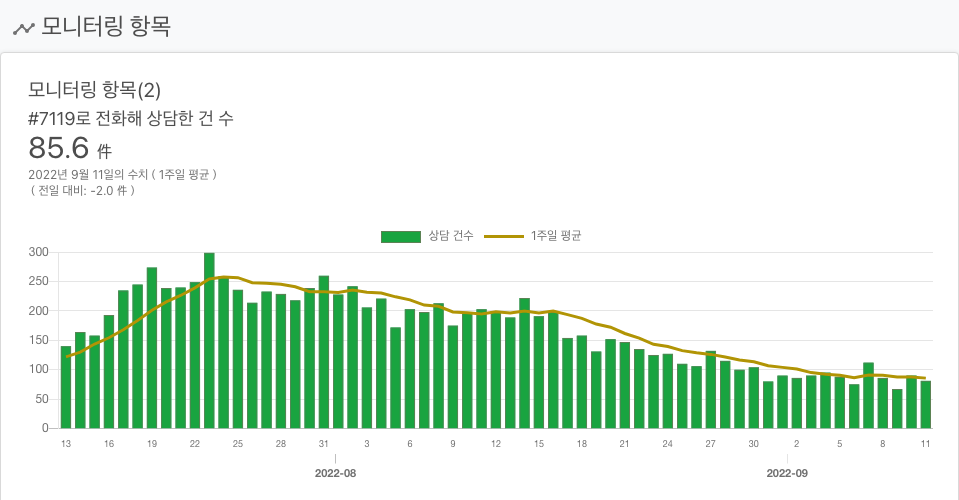 모니터링 항목
모니터링 항목(2)
#7119로 전화해 상담한 건 수
85.6 件
2022년 9월 11일의 수치 ( 1주일 평균 )
( 전일 대비: -2.0 件 )
상담 건수 1주일 평균
300
250
200
150
100
50
0
13 16 19 22 25 28 31 3 6 9 12 15 18 21 24 27 30 2 5 8 11
2022-08 2022-09